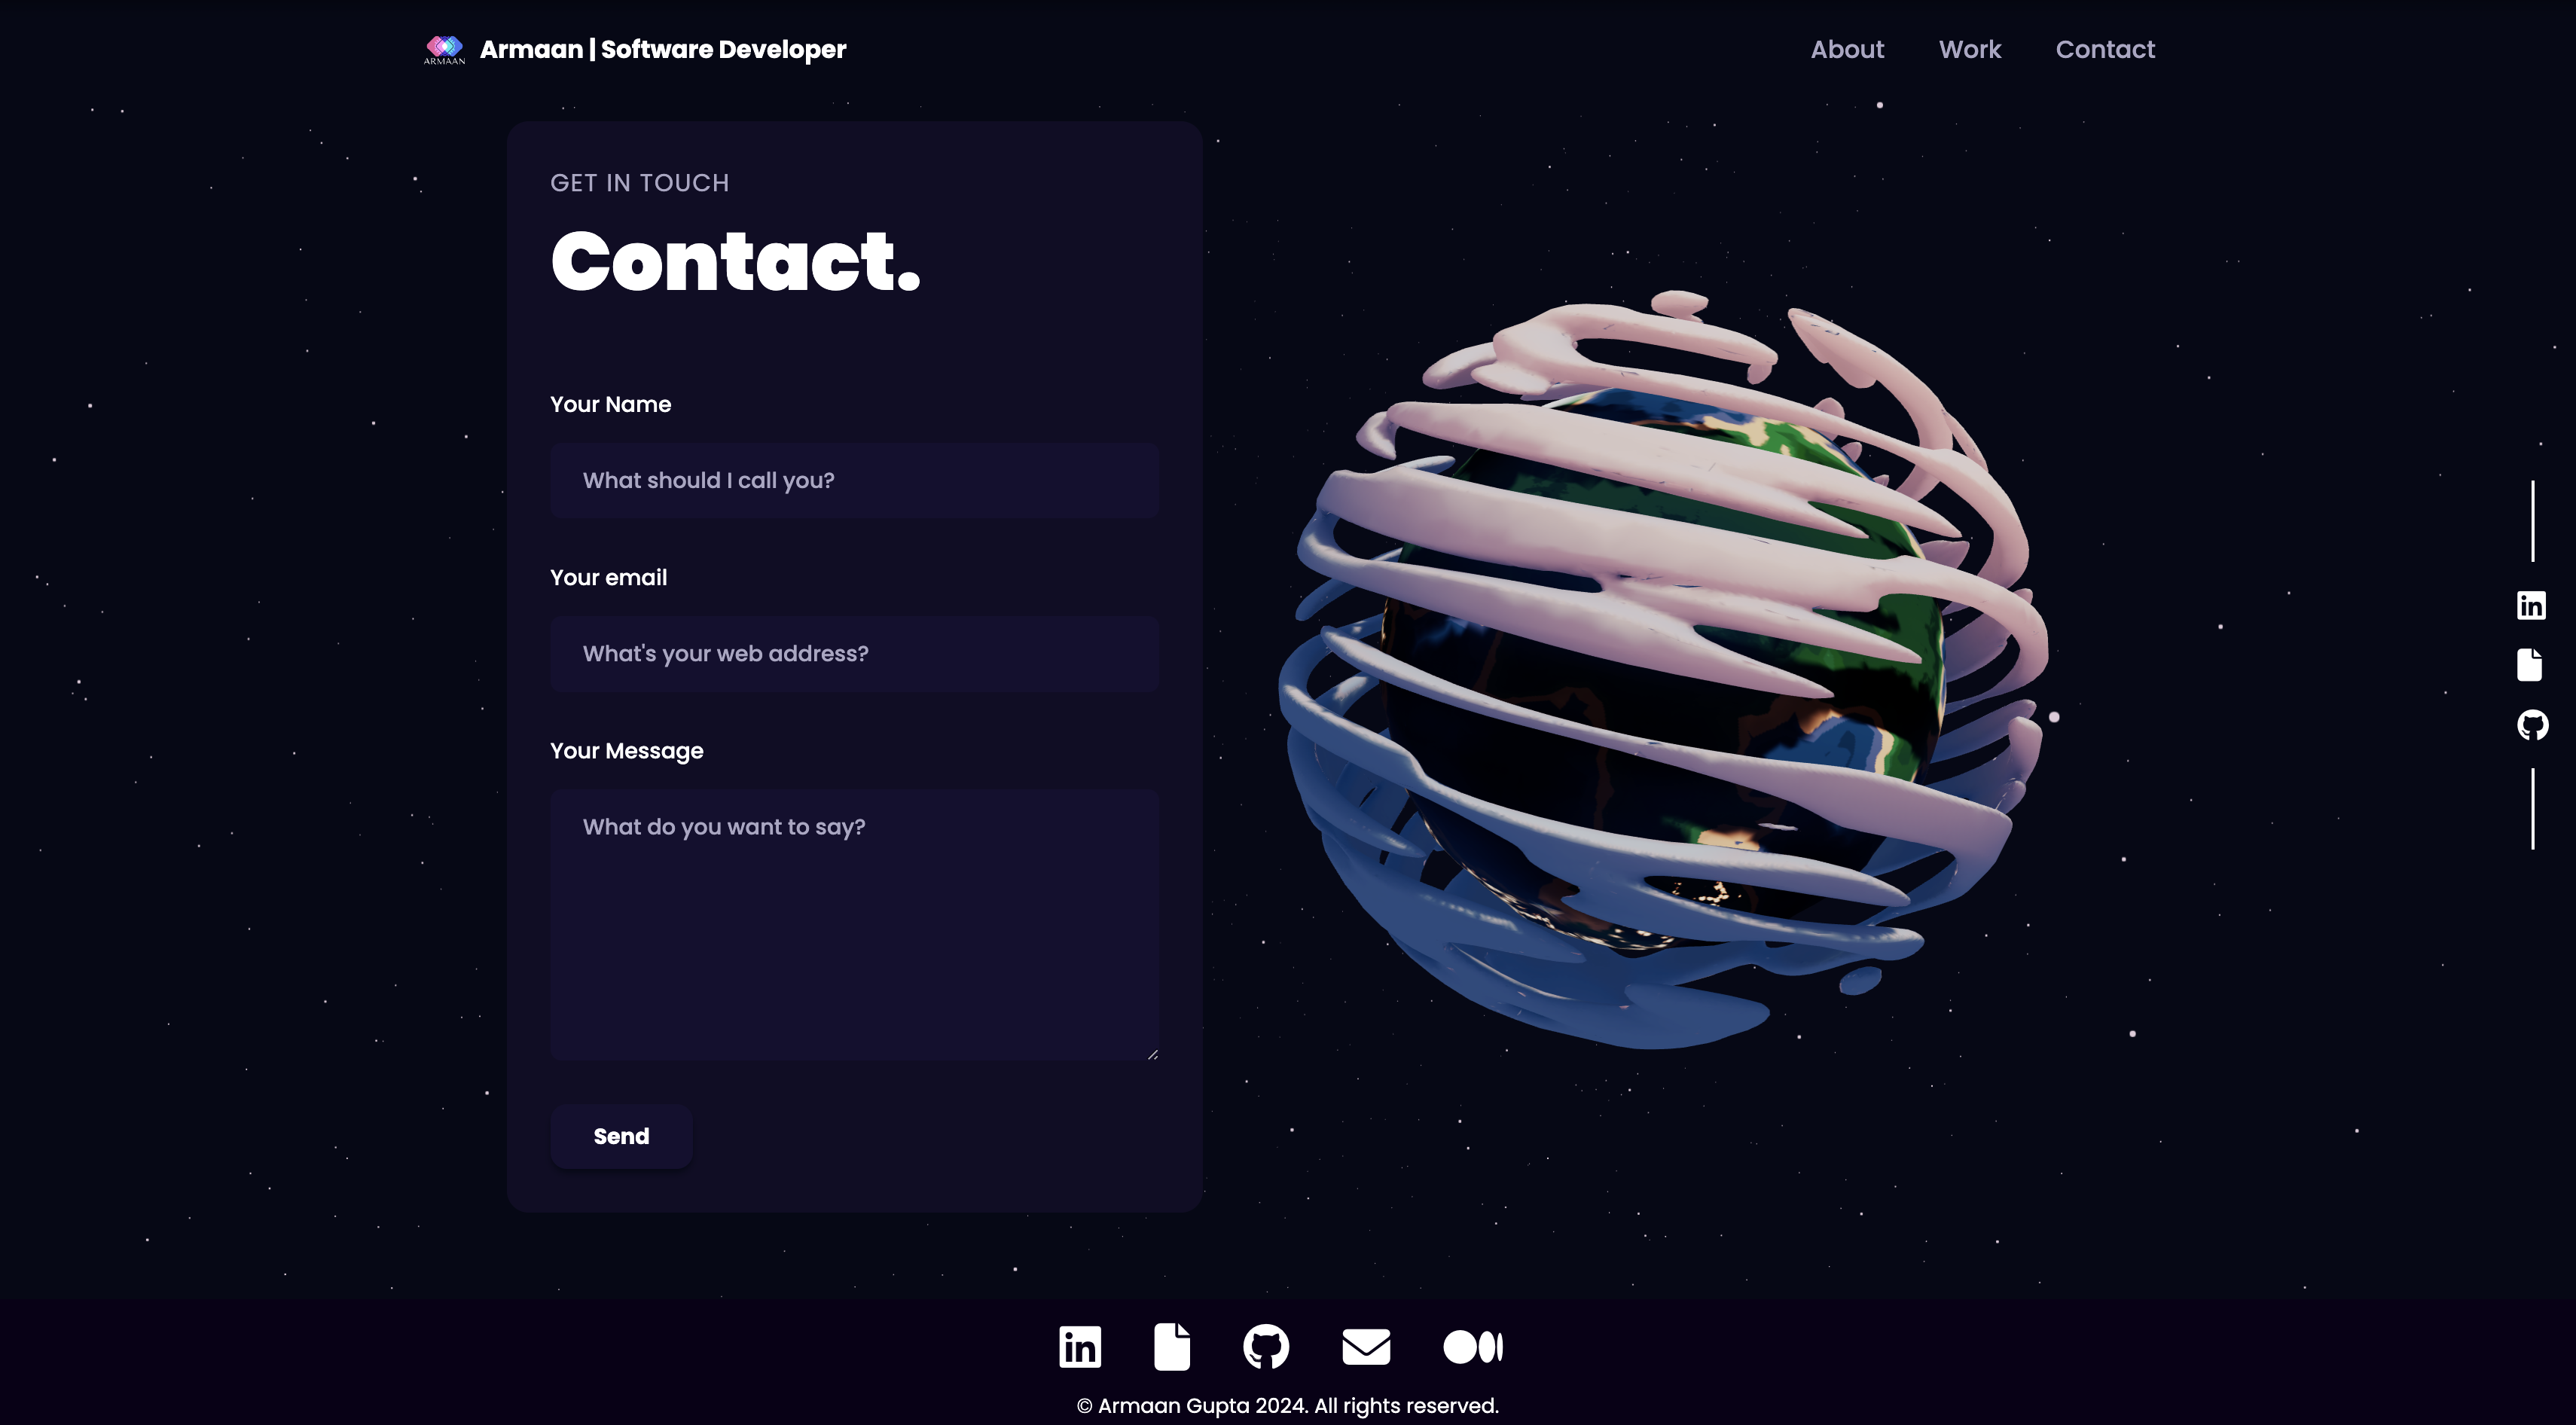 ARMAAN
Armaan | Software Developer
About
Work
Contact
GET IN TOUCH
Contact.
Your Name
What should I call you?
Your email
What's your web address?
Your Message
What do you want to say?
Send
in
in
© Armaan Gupta 2024. All rights reserved.